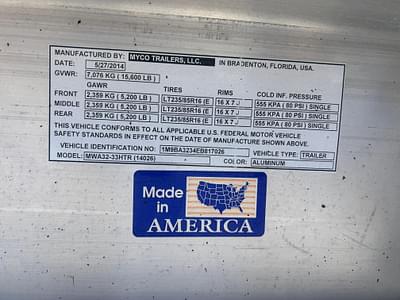 MANUFACTURED BY: MYCO TRAILERS, LLC. IN BRADENTON, FLORIDA, USA.
DATE: 5/27/2014
GVWR: 7,076 KG ( 15,600 LB )
GAWR TIRES RIMS COLD INF. PRESSURE
FRONT 2,359 KG ( 5,200 LB ) LT235/85R16 (E 16 X 7 J 555 KPA ( 80 PSI ) SINGLE
MIDDLE 2,359 KG ( 5,200 LB ) LT235/85R16 (E 16 X 7 J 555 KPA ( 80 PSI ) SINGLE
REAR 2,359 KG ( 5,200 LB ) LT235/85R16 (E 16 X 7 J 555 KPA ( 80 PSI ) SINGLE
THIS VEHICLE CONFORMS TO ALL APPLICABLE U.S. FEDERAL MOTOR VEHICLE
SAFETY STANDARDS IN EFFECT ON THE DATE OF MANUFACTURE SHOWN ABOVE.
VEHICLE IDENTIFICATION NO: 1M9BA3234EB817026 VEHICLE TYPE: TRAILER
MODEL: MWA32-33HTR (14026) COLOR: ALUMINUM
Made
in
AMERICA